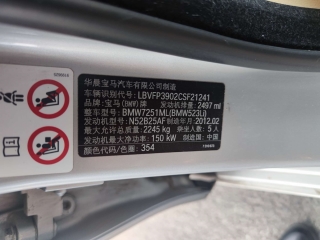 华晨宝马汽车有限公司制造
车辆识别代号: LBVFP3902CSF21241
品牌: 宝马(BMW)牌 发动机排量: 2497 ml
整车型号: BMW7251ML(BMW523Li)
发动机型号: N52B25AF 制造年月: 2012.02
最大允许总质量: 2245 kg 乘坐人数: 5 人
发动机最大净功率: 150 kW 制造国: 中国
颜色代码/色圈: 354